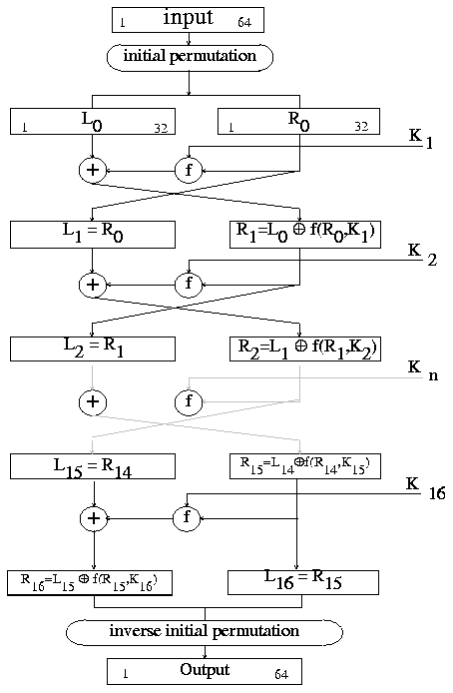 1 input 64
initial permutation
L0
1 32
R0
1 32
K1
+
f
L1 = R0
R1=L0 ⊕ f(R0,K1)
K2
+
f
L2 = R1
R2=L1 ⊕ f(R1,K2)
Kn
+
f
L15 = R14
R15=L14⊕f(R14,K15)
K16
+
f
R16=L15 ⊕ f(R15,K16)
L16 = R15
inverse initial permutation
1 Output 64